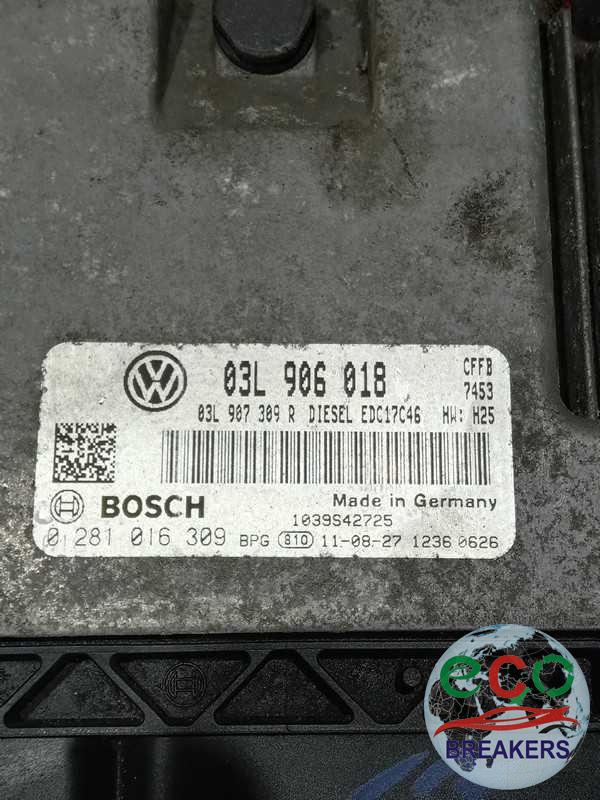 VW
03L 906 018
CFFB
7453
03L 907 309 R DIESEL EDC17C46 HW: H25
BOSCH
Made in Germany
1039S42725
0 281 016 309 BPG 810 11-08-27 1236 0626
eco
BREAKERS